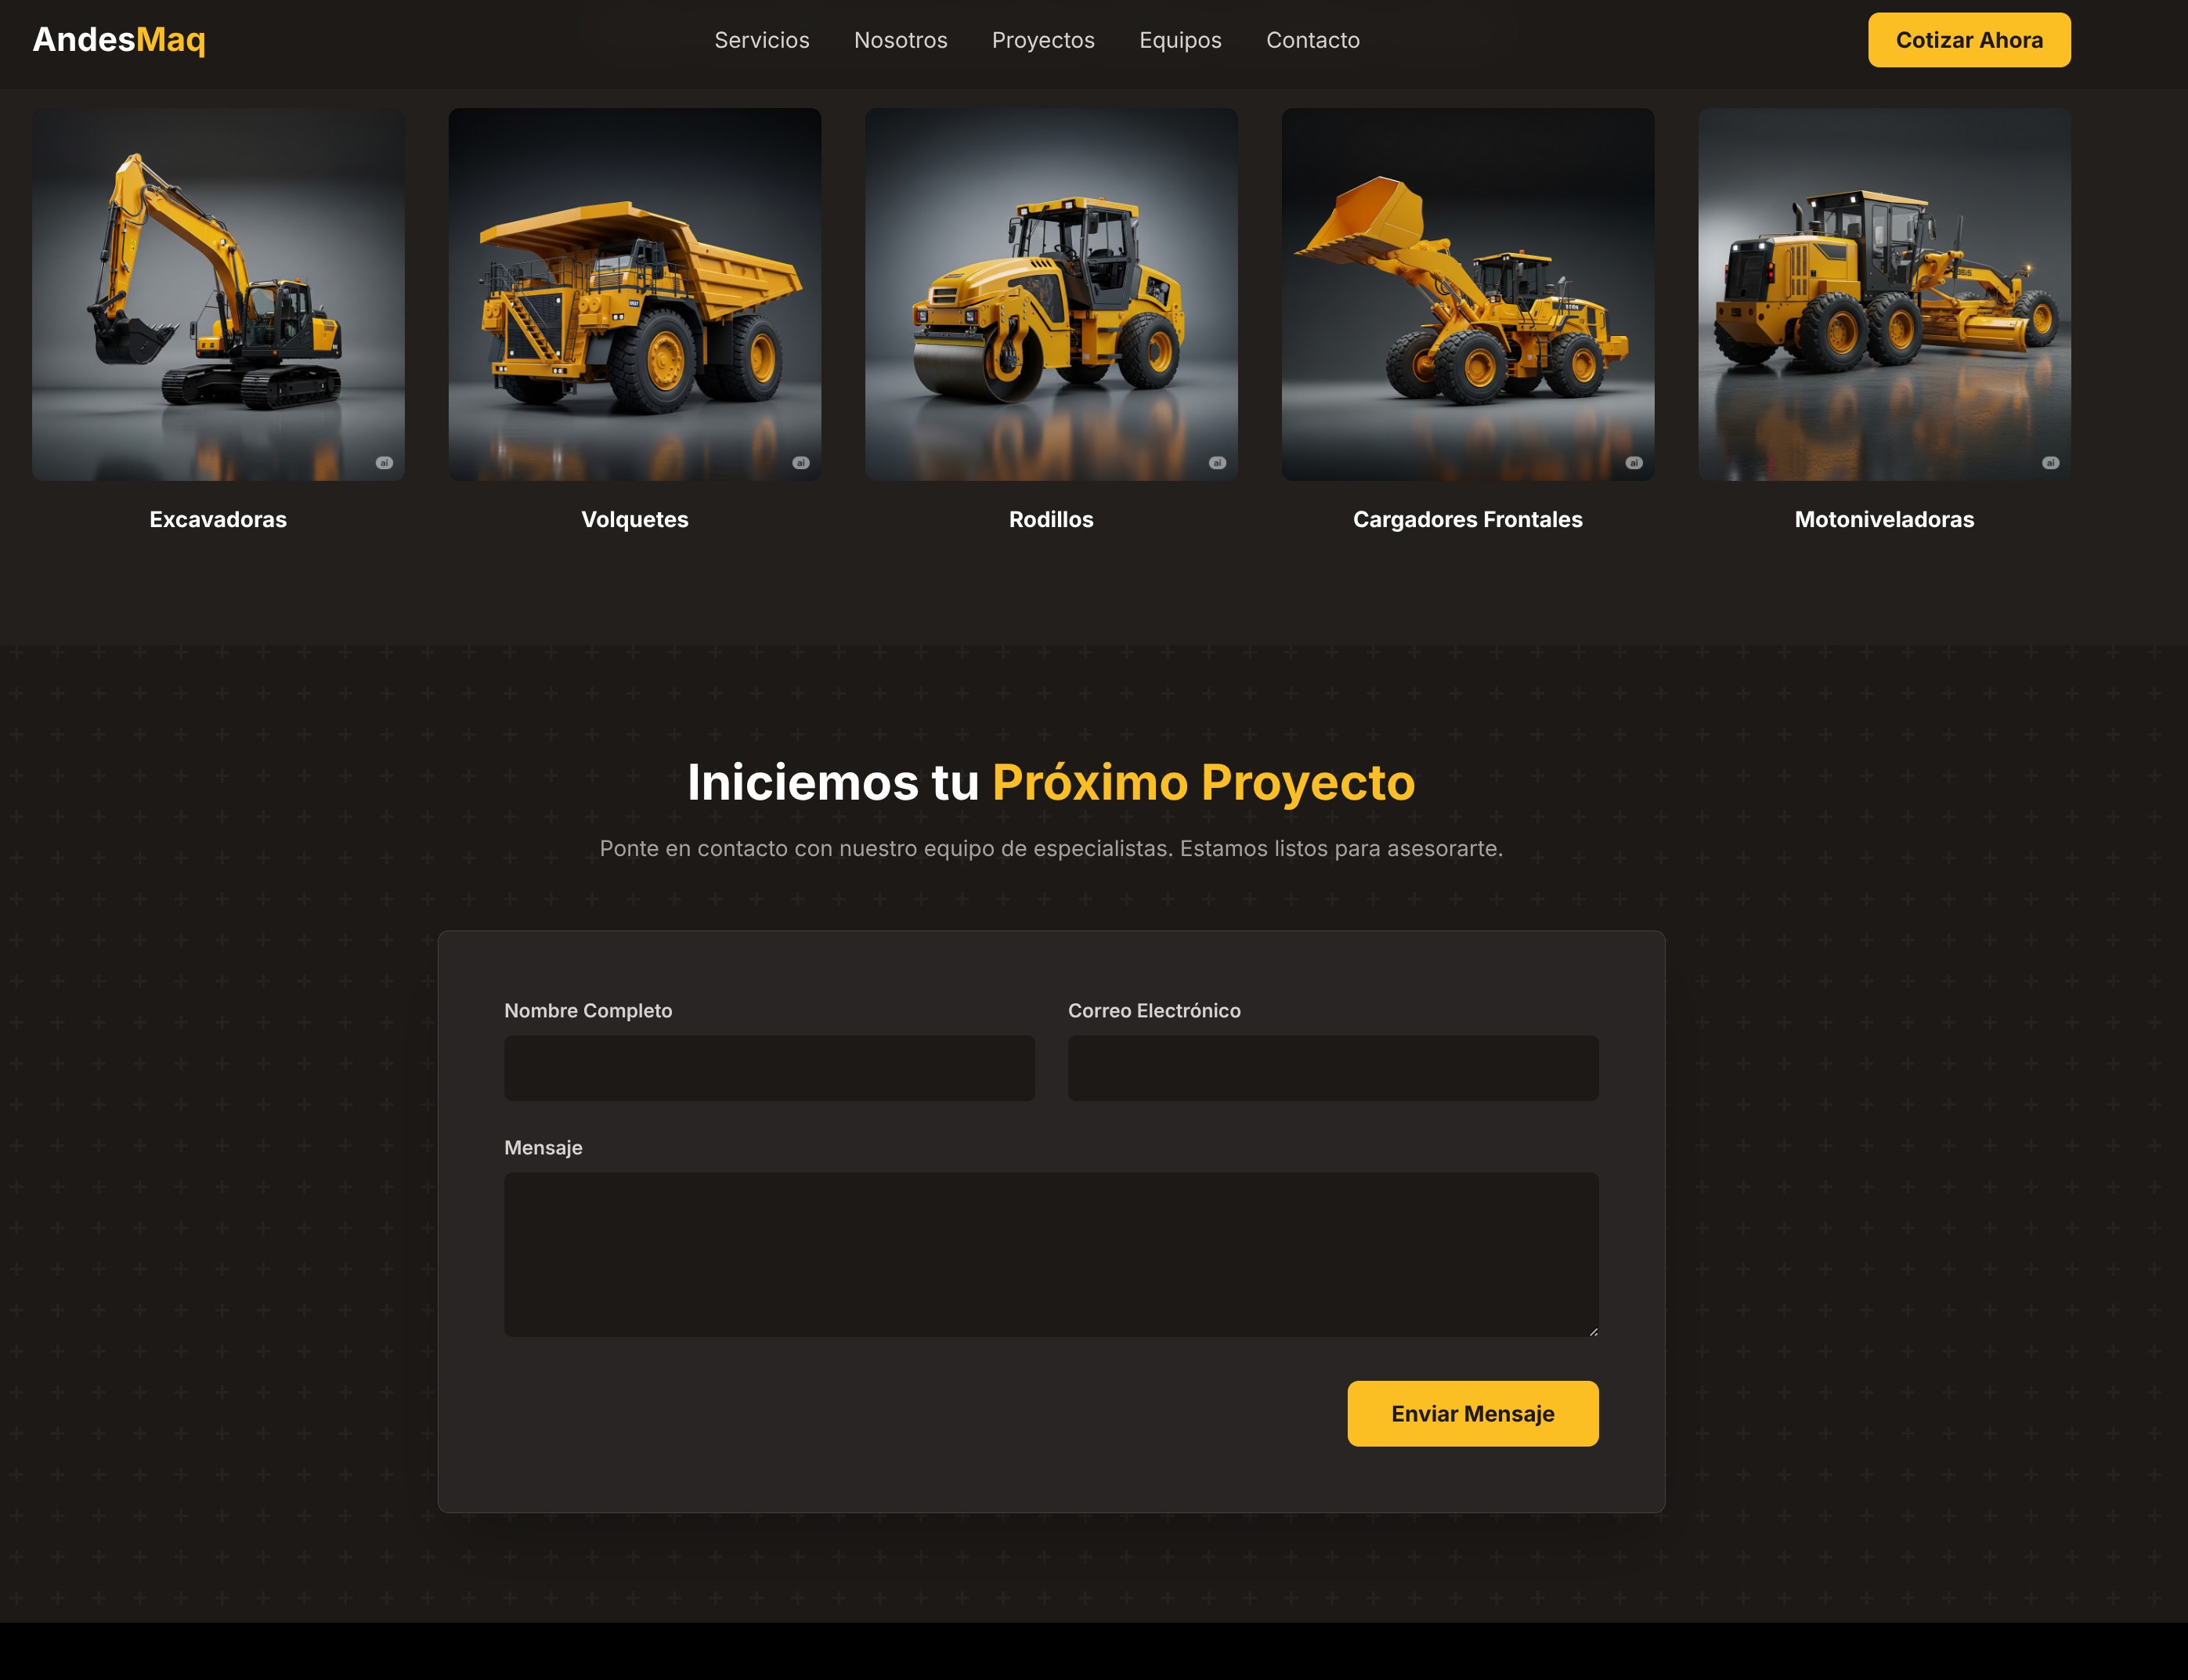 AndesMaq
Servicios Nosotros Proyectos Equipos Contacto
Cotizar Ahora
ai ai ai ai ai
Excavadoras Volquetes Rodillos Cargadores Frontales Motoniveladoras
Iniciemos tu Próximo Proyecto
Ponte en contacto con nuestro equipo de especialistas. Estamos listos para asesorarte.
Nombre Completo Correo Electrónico
Mensaje
Enviar Mensaje